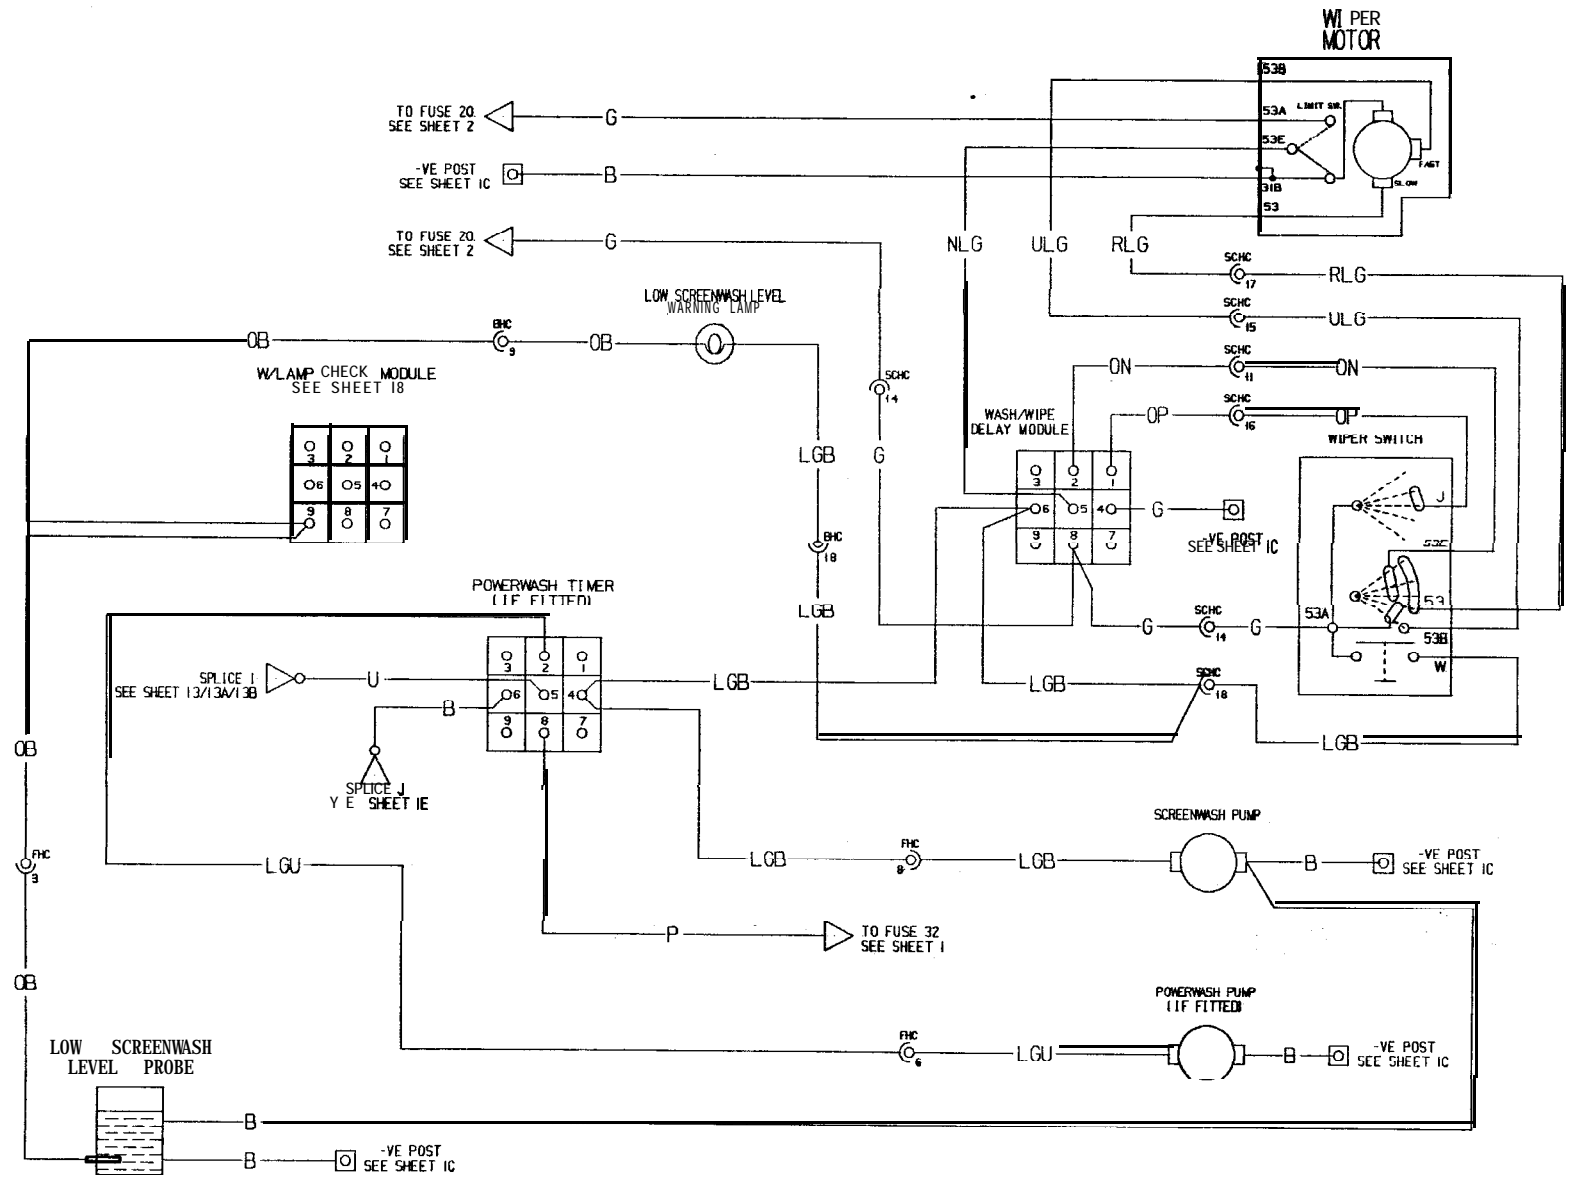 WIPER
MOTOR
53B
TO FUSE 20.
SEE SHEET 2
G
53A
LIMIT SW.
53E
-VE POST
SEE SHEET 1C
B
31B
FAST
SLOW
53
TO FUSE 20.
SEE SHEET 2
G
NLG
ULG
RLG
SCHC
17
RLG
LOW SCREENWASH LEVEL
WARNING LAMP
SCHC
15
ULG
OB
BHC
9
OB
SCHC
11
ON
ON
W/LAMP CHECK MODULE
SEE SHEET 18
SCHC
14
SCHC
16
OP
OP
WASH/WIPE
DELAY MODULE
WIPER SWITCH
3 2 1
6 5 4
9 8 7
LGB
G
3 2 1
6 5 4
9 8 7
G
-VE POST
SEE SHEET 1C
J
53E
BHC
18
POWERWASH TIMER
(IF FITTED)
LGB
53
SCHC
14
G
G
53A
53B
W
3 2 1
6 5 4
9 8 7
SPLICE I
SEE SHEET 13/13A/13B
U
LGB
LGB
SCHC
18
B
OB
LGB
SPLICE J
Y E SHEET 1E
SCREENWASH PUMP
FHC
3
LGU
LGB
FHC
8
LGB
B
-VE POST
SEE SHEET 1C
P
TO FUSE 32
SEE SHEET 1
OB
POWERWASH PUMP
(IF FITTED)
LOW SCREENWASH
LEVEL PROBE
FHC
6
LGU
B
-VE POST
SEE SHEET 1C
B
B
-VE POST
SEE SHEET 1C